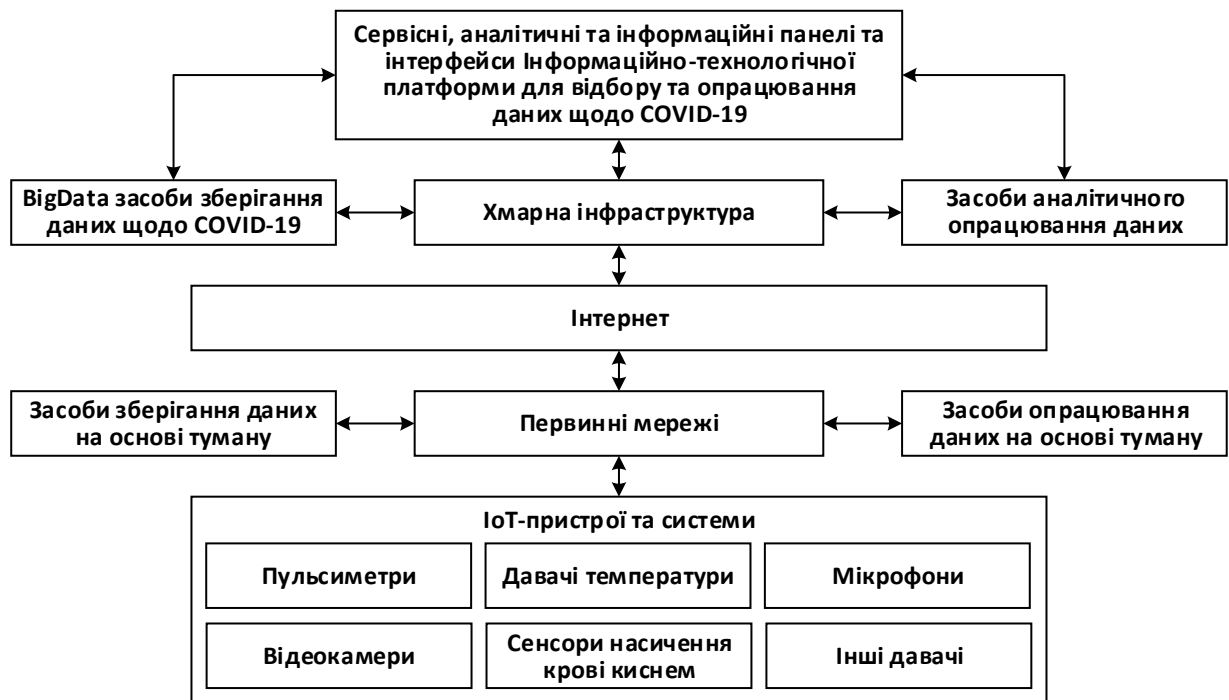 Сервісні, аналітичні та інформаційні панелі та
інтерфейси Інформаційно-технологічної
платформи для відбору та опрацювання
даних щодо COVID-19
BigData засоби зберігання
даних щодо COVID-19
Хмарна інфраструктура
Засоби аналітичного
опрацювання даних
Інтернет
Засоби зберігання даних
на основі туману
Первинні мережі
Засоби опрацювання
даних на основі туману
IoT-пристрої та системи
Пульсиметри
Давачі температури
Мікрофони
Відеокамери
Сенсори насичення
крові киснем
Інші давачі